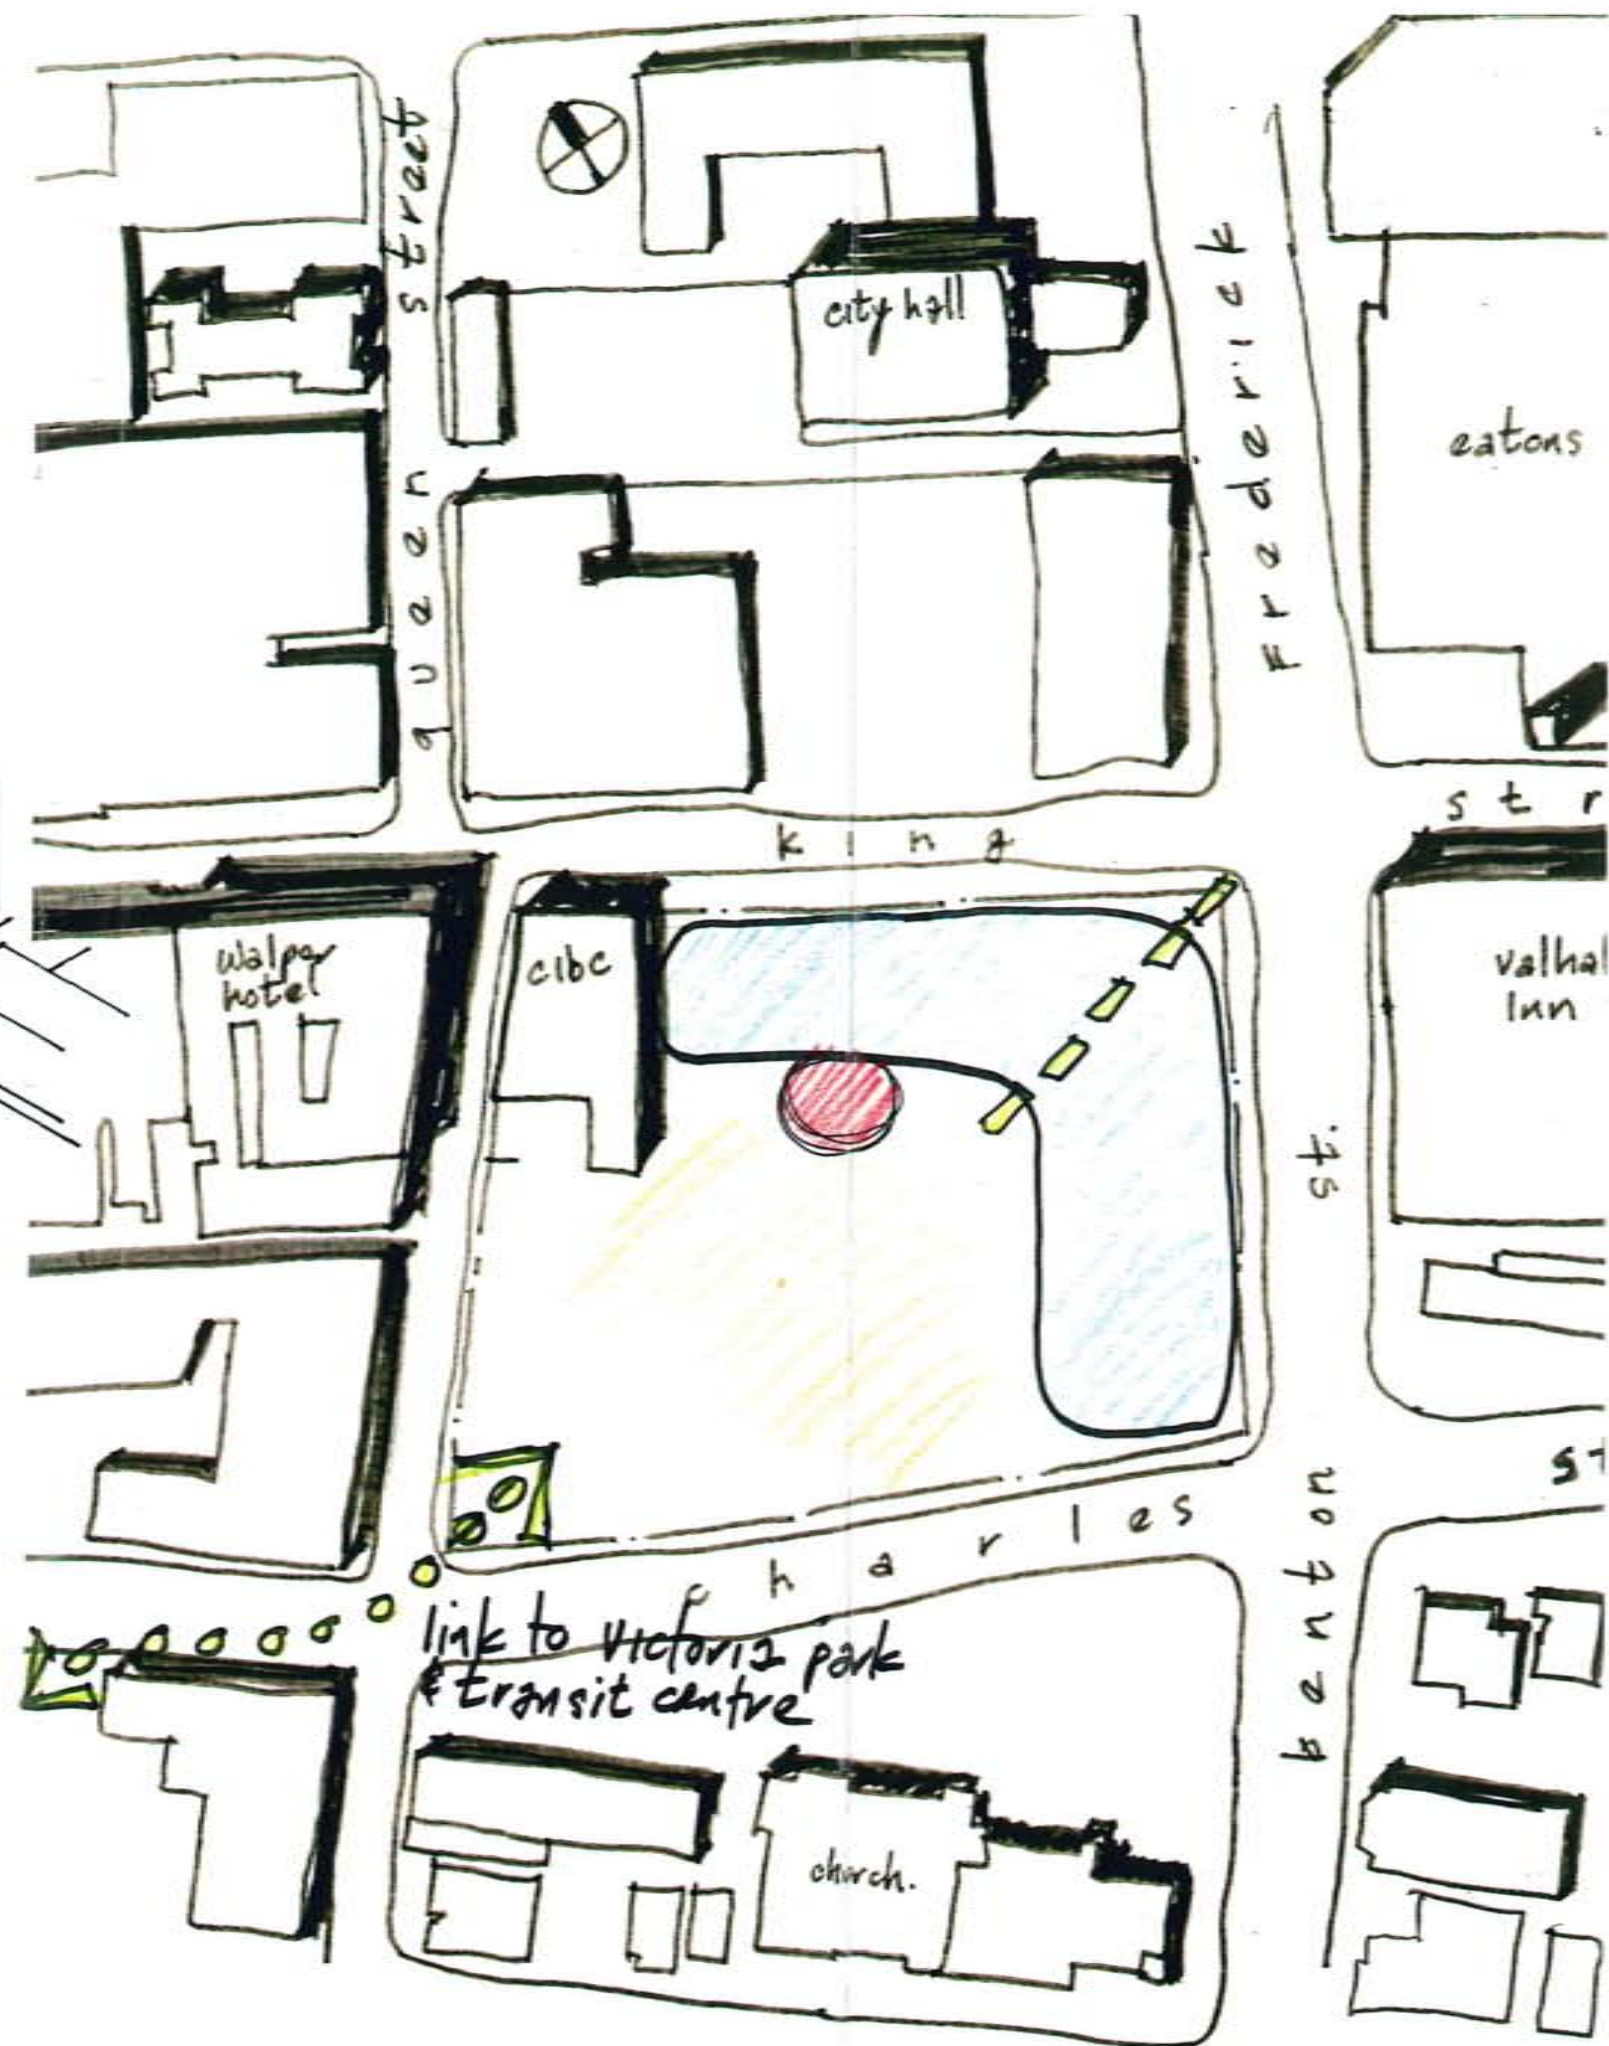 queen street
city hall
Frederick
eatons
king
str
walper
hotel
cibc
valhal
Inn
st.
charles
st
benton
link to victoria park
& transit centre
church.